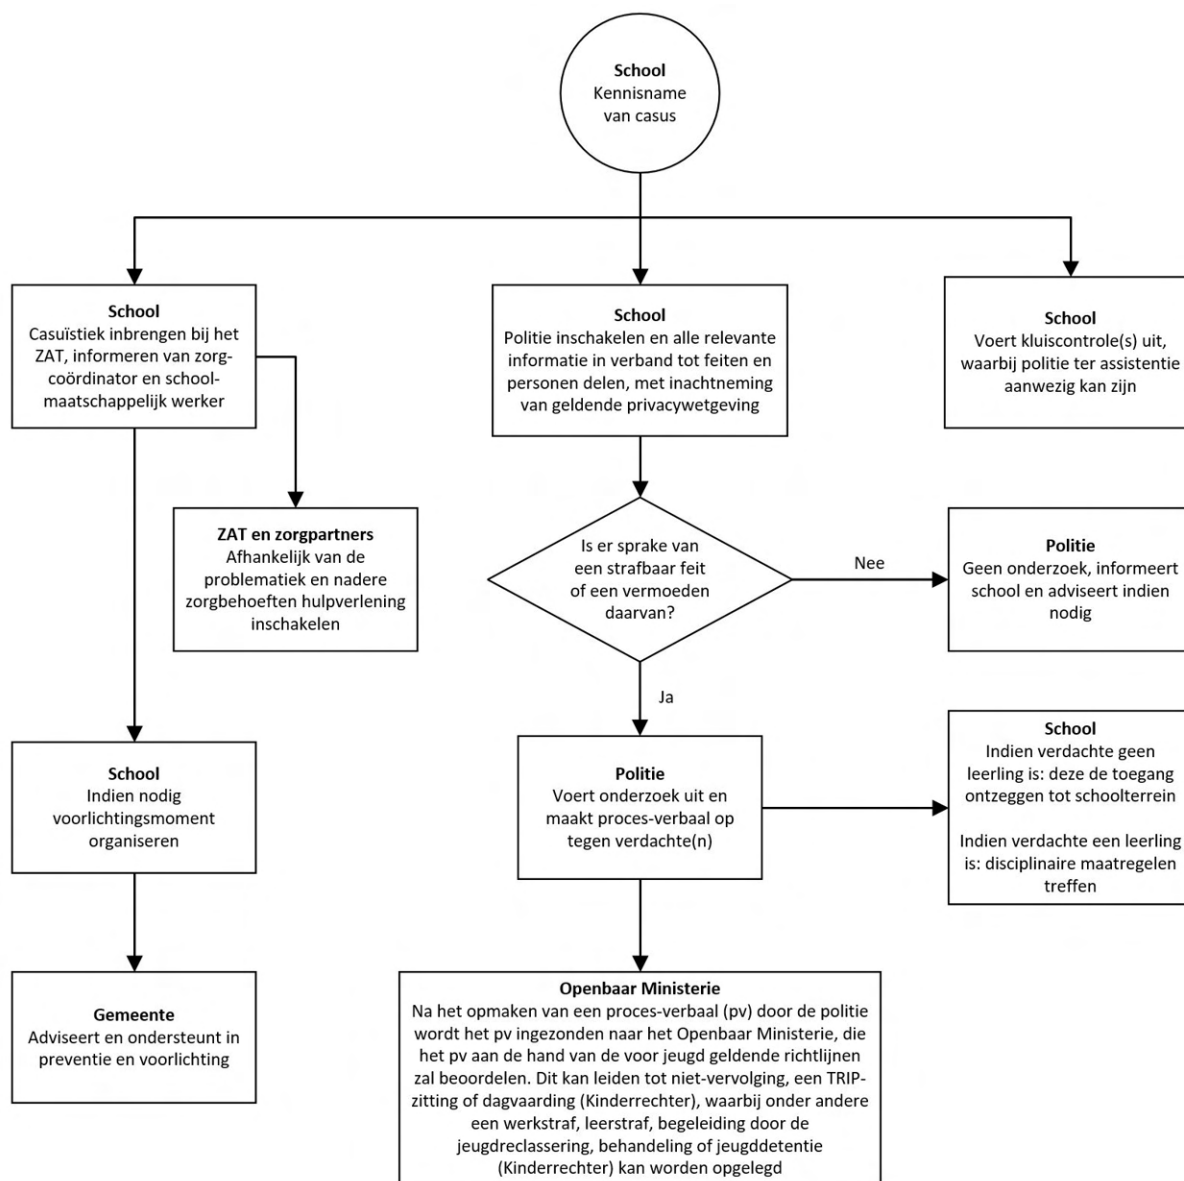 School
Kennisname
van casus
School
Casuïstiek inbrengen bij het
ZAT, informeren van zorg-
coördinator en school-
maatschappelijk werker
School
Politie inschakelen en alle relevante
informatie in verband tot feiten en
personen delen, met inachtneming
van geldende privacywetgeving
School
Voert kluiscontrole(s) uit,
waarbij politie ter assistentie
aanwezig kan zijn
ZAT en zorgpartners
Afhankelijk van de
problematiek en nadere
zorgbehoeften hulpverlening
inschakelen
Is er sprake van
een strafbaar feit
of een vermoeden
daarvan?
Nee
Politie
Geen onderzoek, informeert
school en adviseert indien
nodig
Ja
School
Indien nodig
voorlichtingsmoment
organiseren
Politie
Voert onderzoek uit en
maakt proces-verbaal op
tegen verdachte(n)
School
Indien verdachte geen
leerling is: deze de toegang
ontzeggen tot schoolterrein
Indien verdachte een leerling
is: disciplinaire maatregelen
treffen
Gemeente
Adviseert en ondersteunt in
preventie en voorlichting
Openbaar Ministerie
Na het opmaken van een proces-verbaal (pv) door de politie
wordt het pv ingezonden naar het Openbaar Ministerie, die
het pv aan de hand van de voor jeugd geldende richtlijnen
zal beoordelen. Dit kan leiden tot niet-vervolging, een TRIP-
zitting of dagvaarding (Kinderrechter), waarbij onder andere
een werkstraf, leerstraf, begeleiding door de
jeugdreclassering, behandeling of jeugddetentie
(Kinderrechter) kan worden opgelegd